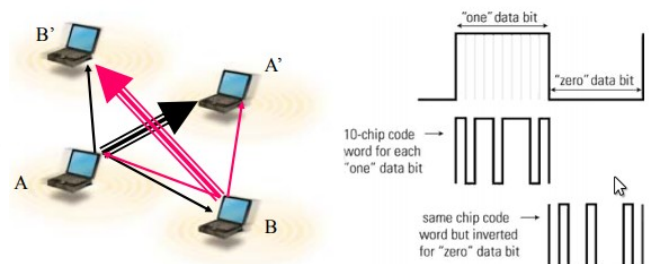 B’
A’
A
B
“one” data bit
“zero” data bit
10-chip code
word for each
“one” data bit
same chip code
word but inverted
for “zero” data bit